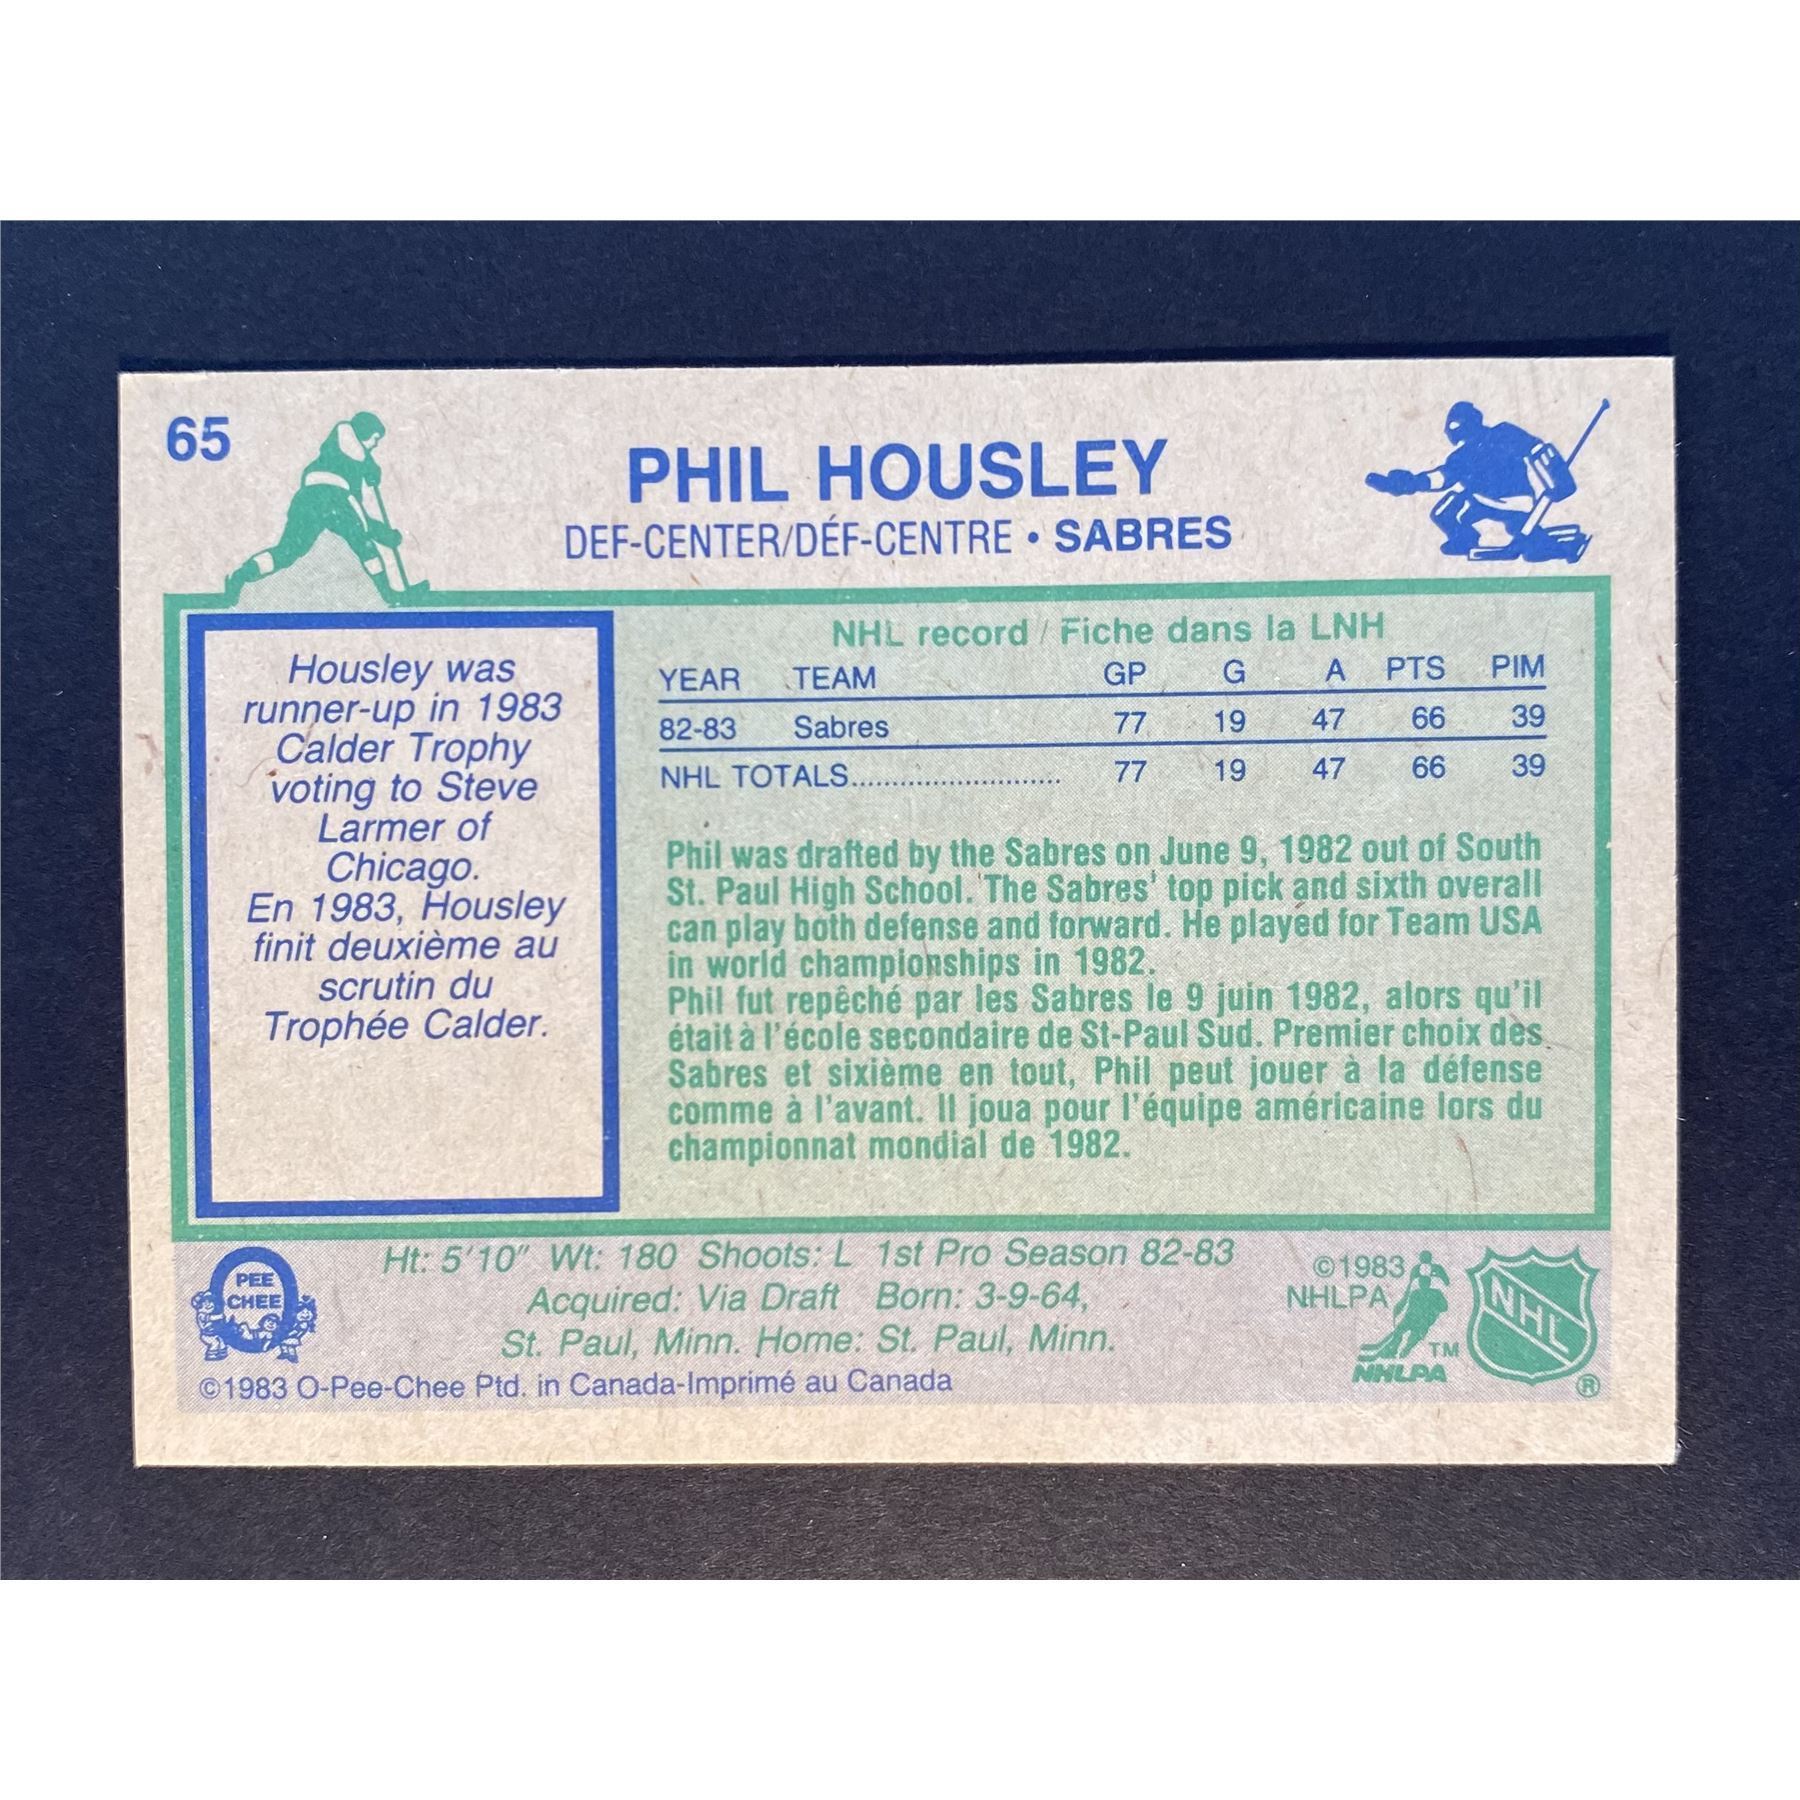 65
PHIL HOUSLEY
DEF-CENTER/DÉF-CENTRE • SABRES
Housley was
runner-up in 1983
Calder Trophy
voting to Steve
Larmer of
Chicago.
En 1983, Housley
finit deuxième au
scrutin du
Trophée Calder.
NHL record / Fiche dans la LNH
YEAR TEAM GP G A PTS PIM
82-83 Sabres 77 19 47 66 39
NHL TOTALS.......................... 77 19 47 66 39
Phil was drafted by the Sabres on June 9, 1982 out of South
St. Paul High School. The Sabres' top pick and sixth overall
can play both defense and forward. He played for Team USA
in world championships in 1982.
Phil fut repêché par les Sabres le 9 juin 1982, alors qu'il
était à l'école secondaire de St-Paul Sud. Premier choix des
Sabres et sixième en tout, Phil peut jouer à la défense
comme à l'avant. Il joua pour l'équipe américaine lors du
championnat mondial de 1982.
PEE
CHEE
Ht: 5'10" Wt: 180 Shoots: L 1st Pro Season 82-83
Acquired: Via Draft Born: 3-9-64,
St. Paul, Minn. Home: St. Paul, Minn.
©1983 O-Pee-Chee Ptd. in Canada-Imprimé au Canada
©1983
NHLPA
TM
NHLPA
NHL
®